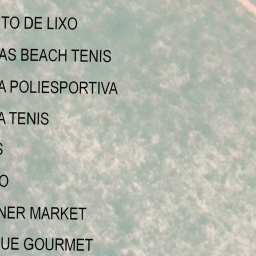 TO DE LIXO
AS BEACH TENIS
A POLIESPORTIVA
A TENIS
S
O
NER MARKET
UE GOURMET